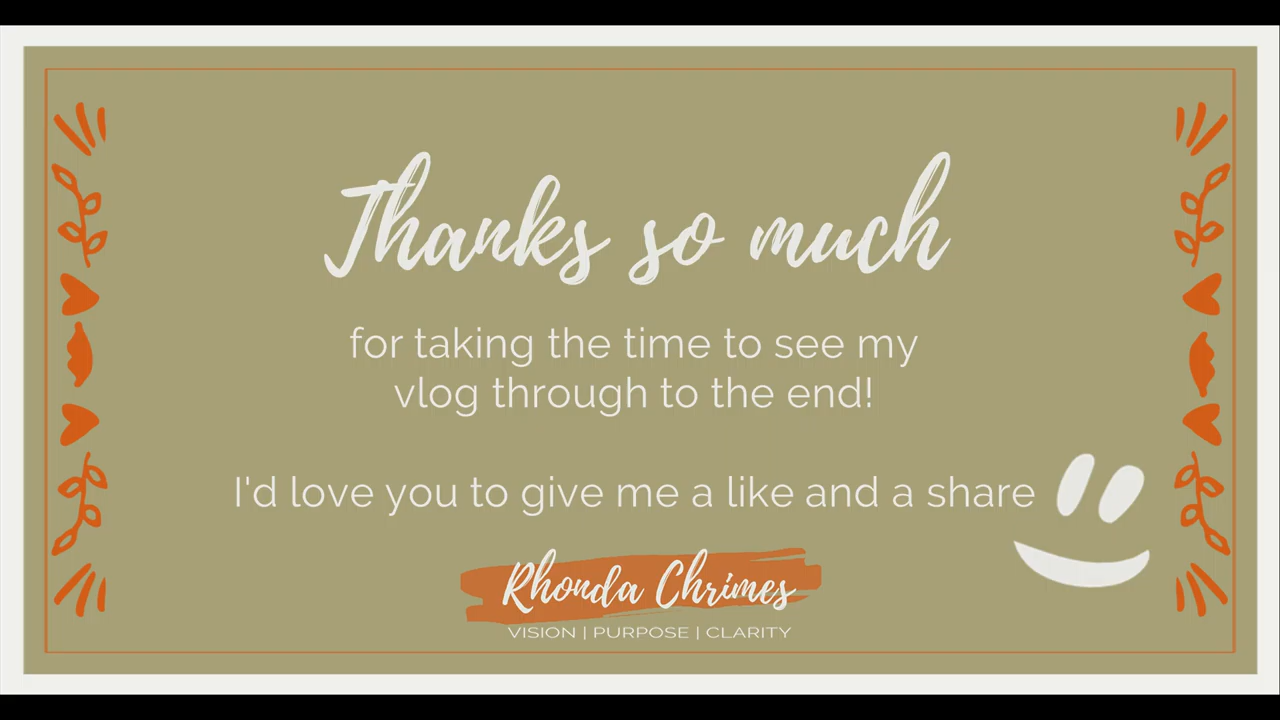 Thanks so much
for taking the time to see my
vlog through to the end!
I'd love you to give me a like and a share
Rhonda Chrimes
VISION | PURPOSE | CLARITY